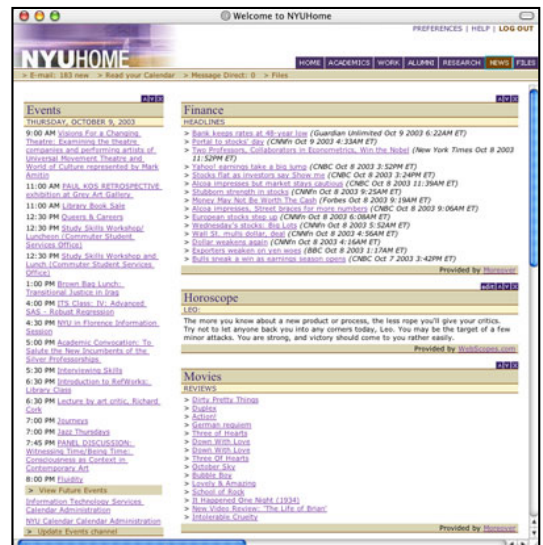 Welcome to NYUHome
PREFERENCES | HELP | LOG OUT
NYUHOME
HOME ACADEMICS WORK ALUMNI RESEARCH NEWS FILES
> E-mail: 183 new > Read your Calendar > Message Direct: 0 > Files
Events
THURSDAY, OCTOBER 9, 2003
9:00 AM Visions For a Changing
Theatre: Examining the theatre
companies and performing artists of
Universal Movement Theatre and
World of Culture represented by Mark
Amitin
11:00 AM PAUL KOS RETROSPECTIVE
exhibition at Grey Art Gallery
11:00 AM Library Book Sale
12:30 PM Queers & Careers
12:30 PM Study Skills Workshop/
Luncheon (Commuter Student
Services Office)
12:30 PM Study Skills Workshop and
Lunch (Commuter Student Services
Office)
1:00 PM Brown Bag Lunch:
Transitional Justice in Iraq
4:00 PM ITS Class: IV: Advanced
SAS - Robust Regression
4:30 PM NYU in Florence Information
Session
5:00 PM Academic Convocation: To
Salute the New Incumbents of the
Silver Professorships
5:30 PM Interviewing Skills
6:30 PM Introduction to RefWorks:
Library Class
6:30 PM Lecture by art critic, Richard
Cork
7:00 PM Journeys
7:00 PM Jazz Thursdays
7:45 PM PANEL DISCUSSION:
Witnessing Time/Being Time:
Consciousness as Context in
Contemporary Art
8:00 PM Fluidity
> View Future Events
Information Technology Services
Calendar Administration
NYU Calendar Calendar Administration
> Update Events channel
Finance
HEADLINES
> Bank keeps rates at 48-year low (Guardian Unlimited Oct 9 2003 6:22AM ET)
> Portal to stocks' day (CNNfn Oct 9 2003 4:33AM ET)
> Two Professors, Collaborators in Econometrics, Win the Nobel (New York Times Oct 8 2003
11:52PM ET)
> Yahoo! earnings take a big jump (CNBC Oct 8 2003 3:52PM ET)
> Stocks flat as investors say Show me (CNBC Oct 8 2003 3:24PM ET)
> Alcoa impresses but market stays cautious (CNBC Oct 8 2003 11:39AM ET)
> Stubborn strength in stocks (CNNfn Oct 8 2003 9:25AM ET)
> Money May Not Be Worth The Cash (Forbes Oct 8 2003 9:19AM ET)
> Alcoa impresses, Street braces for more numbers (CNBC Oct 8 2003 9:06AM ET)
> European stocks step up (CNNfn Oct 8 2003 6:08AM ET)
> Wednesday's stocks: Big Lots (CNNfn Oct 8 2003 5:52AM ET)
> Wall St. mulls dollar, deal (CNNfn Oct 8 2003 4:56AM ET)
> Dollar weakens again (CNNfn Oct 8 2003 4:16AM ET)
> Exporters weaken on yen woes (BBC Oct 8 2003 1:17AM ET)
> Bulls sneak a win as earnings season opens (CNBC Oct 7 2003 3:42PM ET)
Provided by Moreover
edit
Horoscope
LEO:
The more you know about a new product or process, the less rope you'll give your critics.
Try not to let anyone back you into any corners today, Leo. You may be the target of a few
minor attacks. You are strong, and victory should come to you rather easily.
Provided by WebScopes.com
Movies
REVIEWS
> Dirty Pretty Things
> Duplex
> Action!
> German requiem
> Three of Hearts
> Down With Love
> Down With Love
> Three Of Hearts
> October Sky
> Bubble Boy
> Lovely & Amazing
> School of Rock
> It Happened One Night (1934)
> New Video Review: 'The Life of Brian'
> Intolerable Cruelty
Provided by Moreover